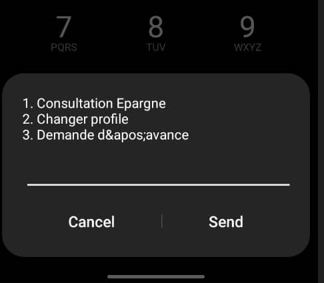 7 8 9
PQRS TUV WXYZ
1. Consultation Epargne
2. Changer profile
3. Demande d&apos;avance
Cancel Send